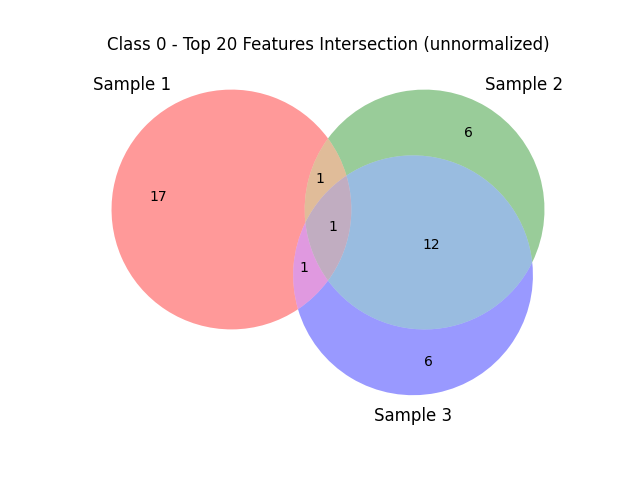 Class 0 - Top 20 Features Intersection (unnormalized)
Sample 1
Sample 2
6
1
17
1
12
1
6
Sample 3